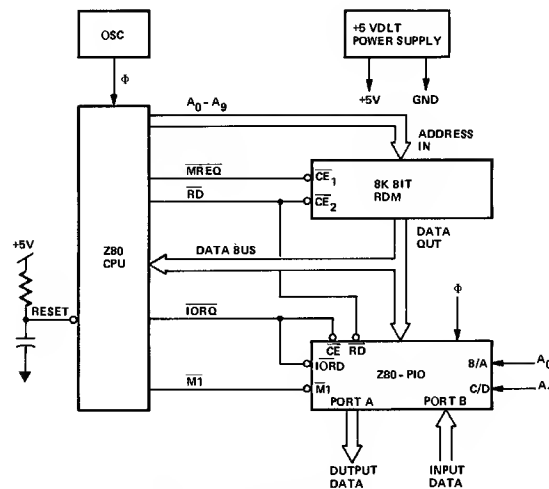 OSC
+5 VDLT
POWER SUPPLY
Φ
+5V
GND
A0 - A9
ADDRESS
IN
MREQ
CE1
8K BIT
RDM
RD
CE2
+5V
Z80
CPU
DATA BUS
DATA
QUT
RESET
IORQ
Φ
CE
RD
IORD
B/A
A0
Z80 - PIO
M1
M1
C/D
PORT A
PORT B
DUTPUT
DATA
INPUT
DATA